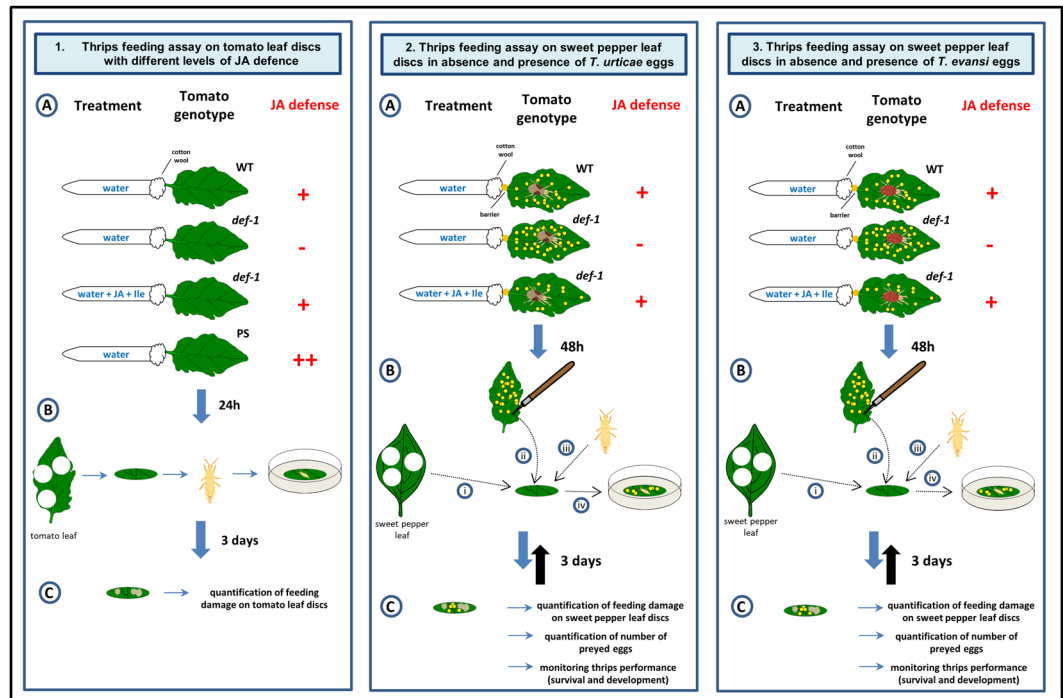 1. Thrips feeding assay on tomato leaf discs
with different levels of JA defence
A
Treatment
Tomato
genotype
JA defense
cotton
wool
WT
water
+
def-1
water
-
def-1
water + JA + Ile
+
PS
water
++
24h
B
tomato leaf
3 days
C
quantification of feeding
damage on tomato leaf discs
2. Thrips feeding assay on sweet pepper leaf
discs in absence and presence of T. urticae eggs
A
Treatment
Tomato
genotype
JA defense
cotton
wool
WT
water
+
barrier
def-1
water
-
def-1
water + JA + Ile
+
48h
B
iii
ii
i
iv
sweet pepper
leaf
3 days
C
quantification of feeding damage
on sweet pepper leaf discs
quantification of number of
preyed eggs
monitoring thrips performance
(survival and development)
3. Thrips feeding assay on sweet pepper leaf
discs in absence and presence of T. evansi eggs
A
Treatment
Tomato
genotype
JA defense
cotton
wool
WT
water
+
barrier
def-1
water
-
def-1
water + JA + Ile
+
48h
B
iii
ii
i
iv
sweet pepper
leaf
3 days
C
quantification of feeding damage
on sweet pepper leaf discs
quantification of number of
preyed eggs
monitoring thrips performance
(survival and development)